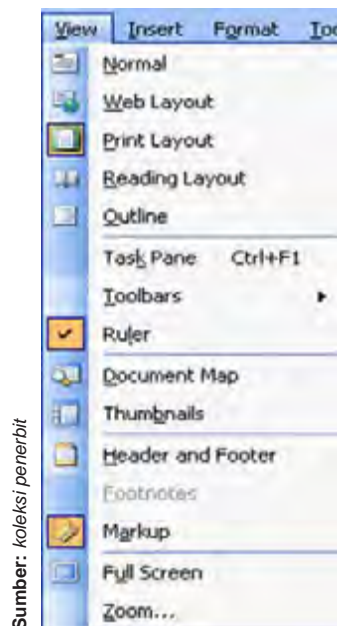 View Insert Format Too
Normal
Web Layout
Print Layout
Reading Layout
Outline
Task Pane Ctrl+F1
Toolbars
Ruler
Document Map
Thumbnails
Header and Footer
Footnotes
Markup
Full Screen
Zoom...
Sumber: koleksi penerbit